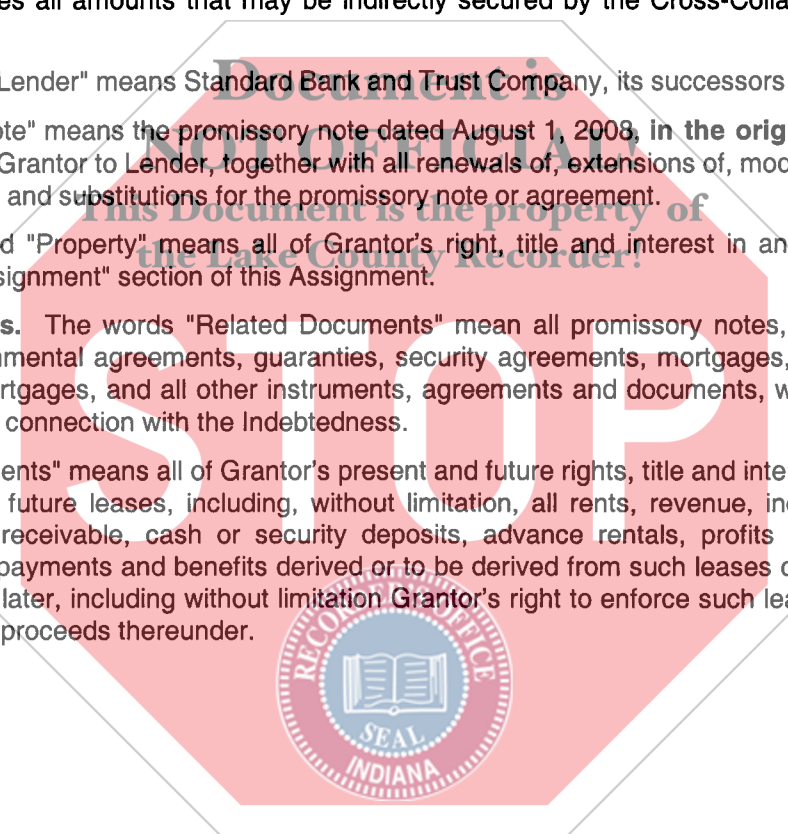 es all amounts that may be indirectly secured by the Cross-Colla
Lender" means Standard Bank and Trust Company, its successors
Document is
ote" means the promissory note dated August 1, 2008, in the orig
NOT OFFICIAL!
Grantor to Lender, together with all renewals of, extensions of, mod
and substitutions for the promissory note or agreement.
This Document is the property of
d "Property" means all of Grantor's right, title and interest in an
the Lake County Recorder!
signment" section of this Assignment.
s. The words "Related Documents" mean all promissory notes,
nmental agreements, guaranties, security agreements, mortgages,
rtgages, and all other instruments, agreements and documents, w
connection with the Indebtedness.
STOP
ents" means all of Grantor's present and future rights, title and inte
future leases, including, without limitation, all rents, revenue, in
receivable, cash or security deposits, advance rentals, profits
payments and benefits derived or to be derived from such leases o
later, including without limitation Grantor's right to enforce such lea
proceeds thereunder.
RECORDER'S OFFICE
SEAL
INDIANA